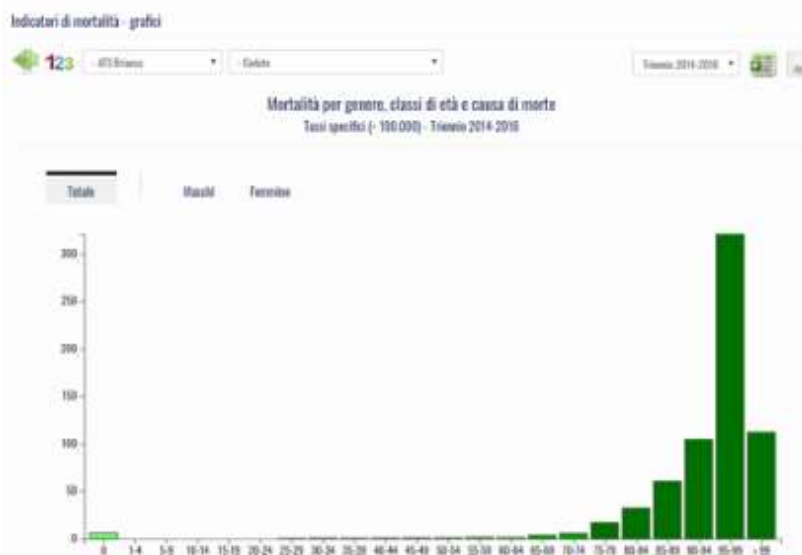 Indicatori di mortalità - grafici
123 - ATS Brianza - Cadute Triennio 2014-2016
Mortalità per genere, classi di età e causa di morte
Tassi specifici (× 100.000) - Triennio 2014-2016
Totale Maschi Femmine
300
250
200
150
100
50
0
0 1-4 5-9 10-14 15-19 20-24 25-29 30-34 35-39 40-44 45-49 50-54 55-59 60-64 65-69 70-74 75-79 80-84 85-89 90-94 95-99 > 99